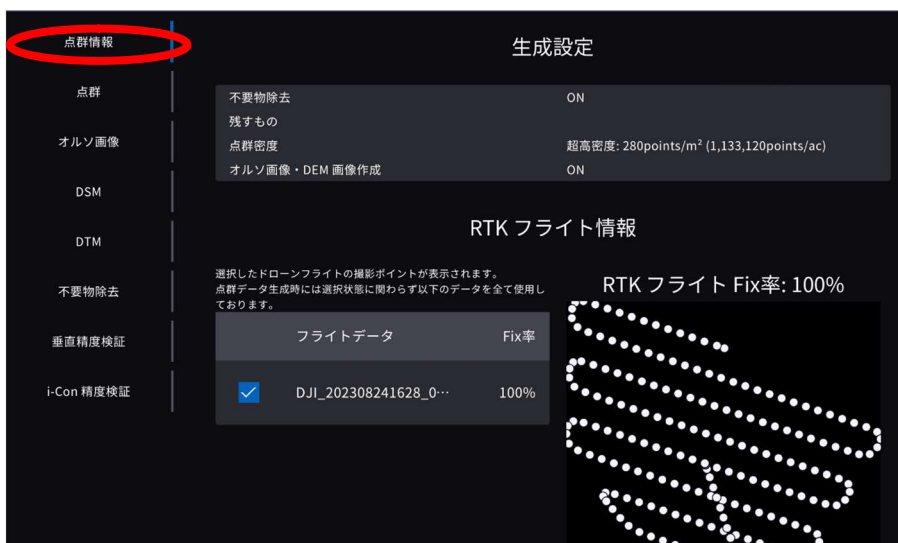 点群情報
点群
オルソ画像
DSM
DTM
不要物除去
垂直精度検証
i-Con 精度検証
生成設定
不要物除去 ON
残すもの
点群密度 超高密度: 280points/m² (1,133,120points/ac)
オルソ画像・DEM 画像作成 ON
RTK フライト情報
選択したドローンフライトの撮影ポイントが表示されます。
点群データ生成時には選択状態に関わらず以下のデータを全て使用し
ております。
フライトデータ Fix率
DJI_202308241628_0… 100%
RTK フライト Fix率: 100%